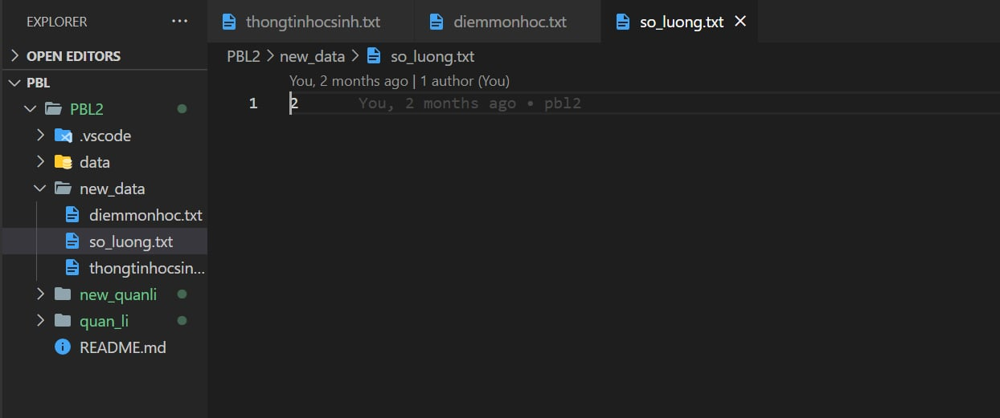 EXPLORER ...
OPEN EDITORS
PBL
PBL2
.vscode
data
new_data
diemmonhoc.txt
so_luong.txt
thongtinhocsin...
new_quanli
quan_li
README.md
thongtinhocsinh.txt diemmonhoc.txt so_luong.txt
PBL2 > new_data > so_luong.txt
You, 2 months ago | 1 author (You)
1 2 You, 2 months ago • pbl2